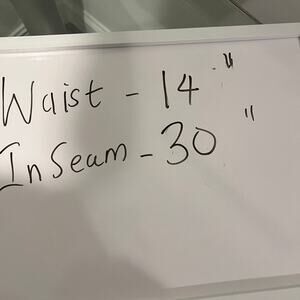 Waist - 14 "
InSeam - 30 "